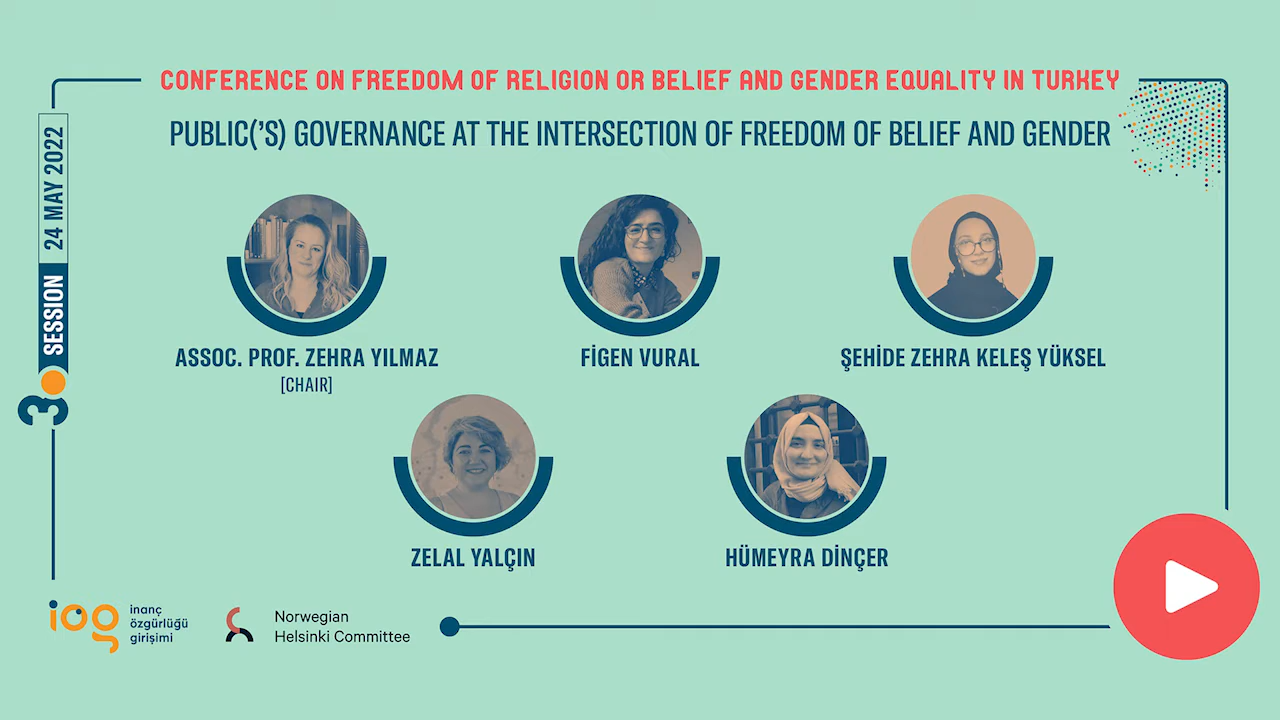 CONFERENCE ON FREEDOM OF RELIGION OR BELIEF AND GENDER EQUALITY IN TURKEY
PUBLIC('S) GOVERNANCE AT THE INTERSECTION OF FREEDOM OF BELIEF AND GENDER
3. SESSION 24 MAY 2022
ASSOC. PROF. ZEHRA YILMAZ
[CHAIR]
FİGEN VURAL
ŞEHİDE ZEHRA KELEŞ YÜKSEL
ZELAL YALÇIN
HÜMEYRA DİNÇER
iog
inanç
özgürlüğü
girişimi
Norwegian
Helsinki Committee